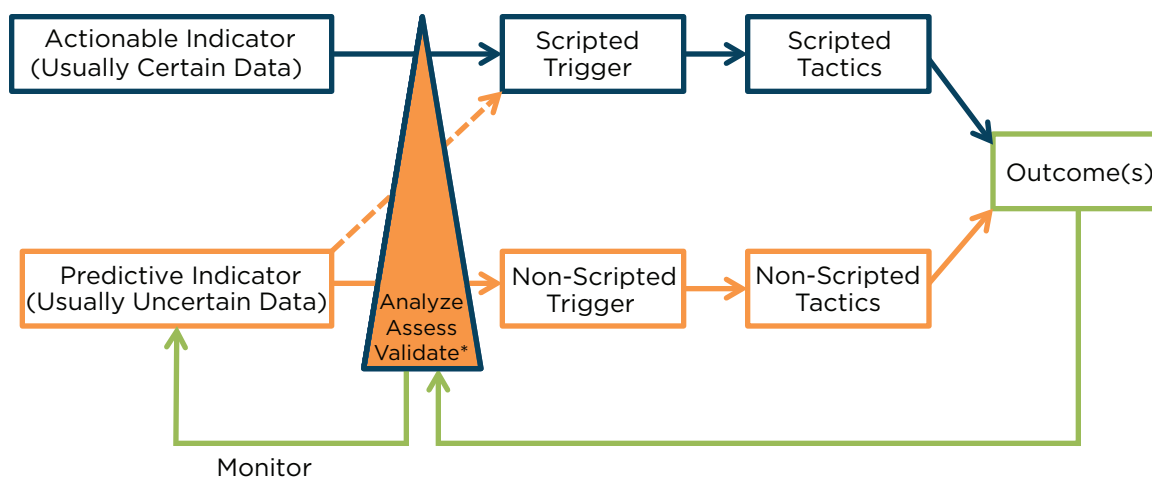 Actionable Indicator
(Usually Certain Data)
Scripted
Trigger
Scripted
Tactics
Outcome(s)
Predictive Indicator
(Usually Uncertain Data)
Analyze
Assess
Validate*
Non-Scripted
Trigger
Non-Scripted
Tactics
Monitor